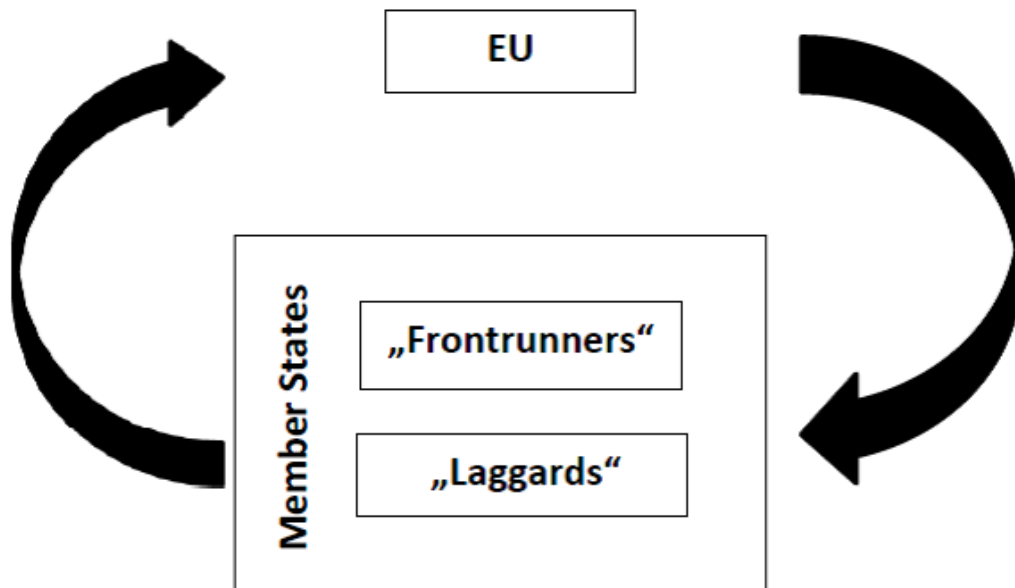 EU
Member States
„Frontrunners“
„Laggards“